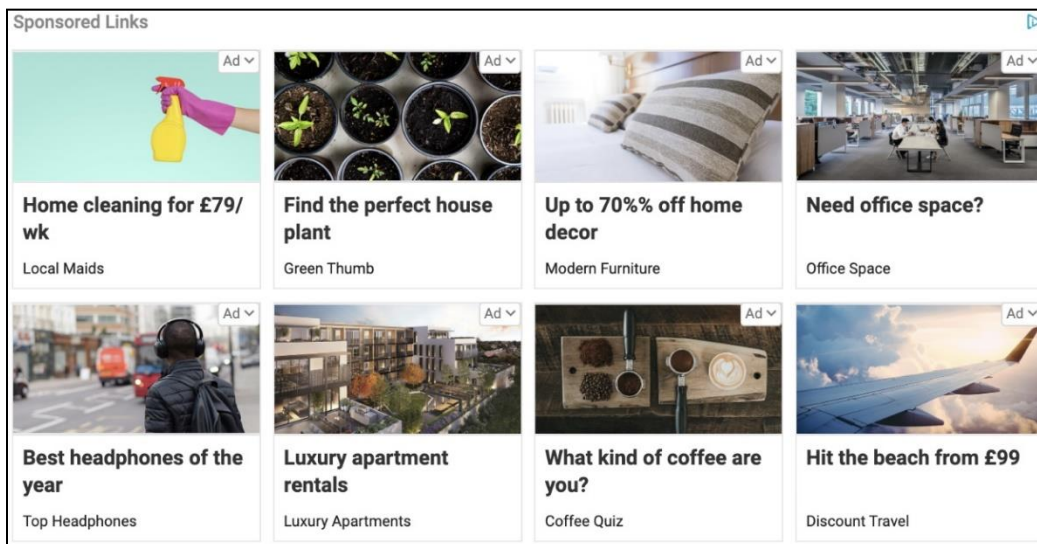 Sponsored Links
Ad
Ad
Ad
Ad
Home cleaning for £79/
wk
Local Maids
Find the perfect house
plant
Green Thumb
Up to 70%% off home
decor
Modern Furniture
Need office space?
Office Space
Ad
Ad
Ad
Ad
Best headphones of the
year
Top Headphones
Luxury apartment
rentals
Luxury Apartments
What kind of coffee are
you?
Coffee Quiz
Hit the beach from £99
Discount Travel